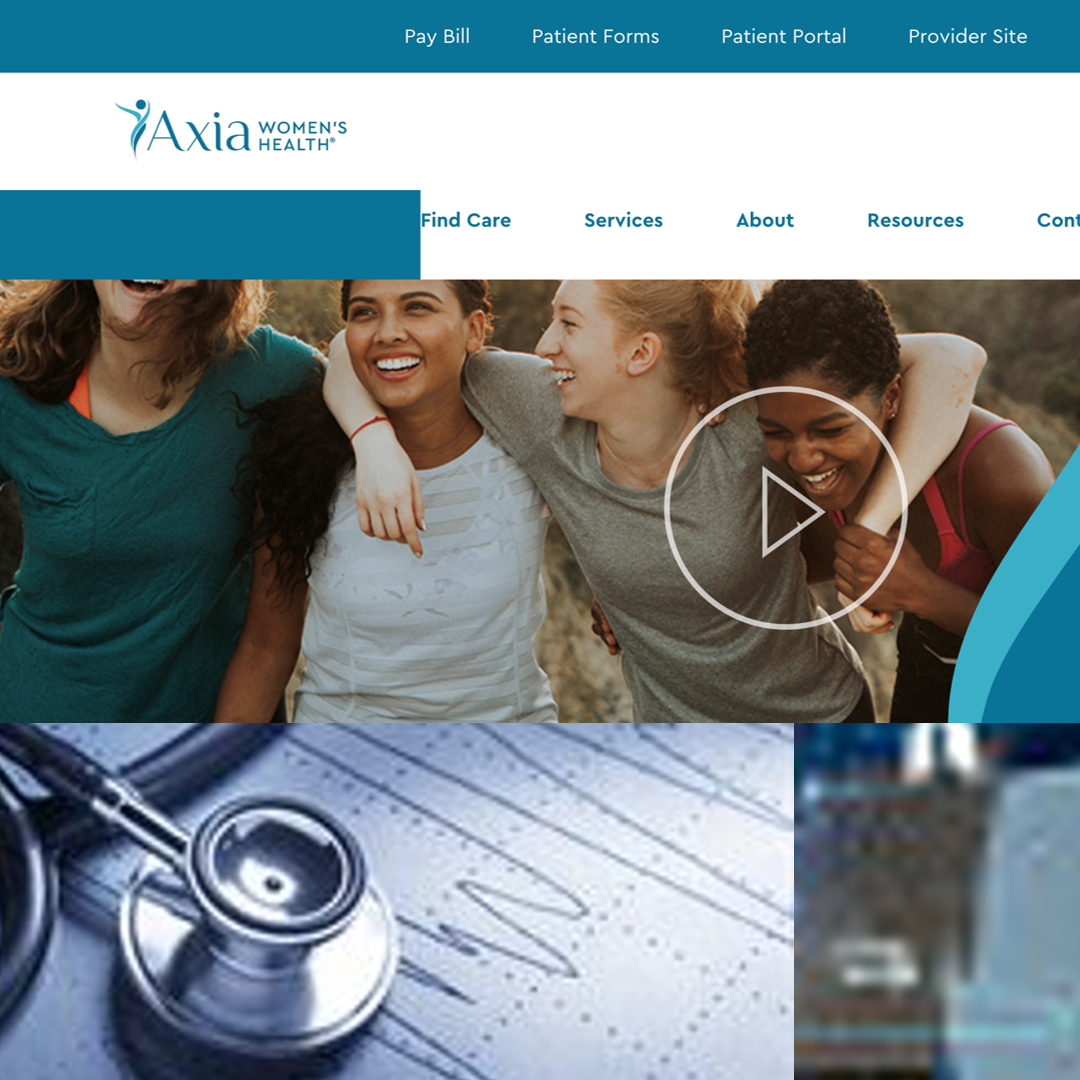 Pay Bill Patient Forms Patient Portal Provider Site
Axia WOMEN'S
HEALTH®
Find Care Services About Resources Cont